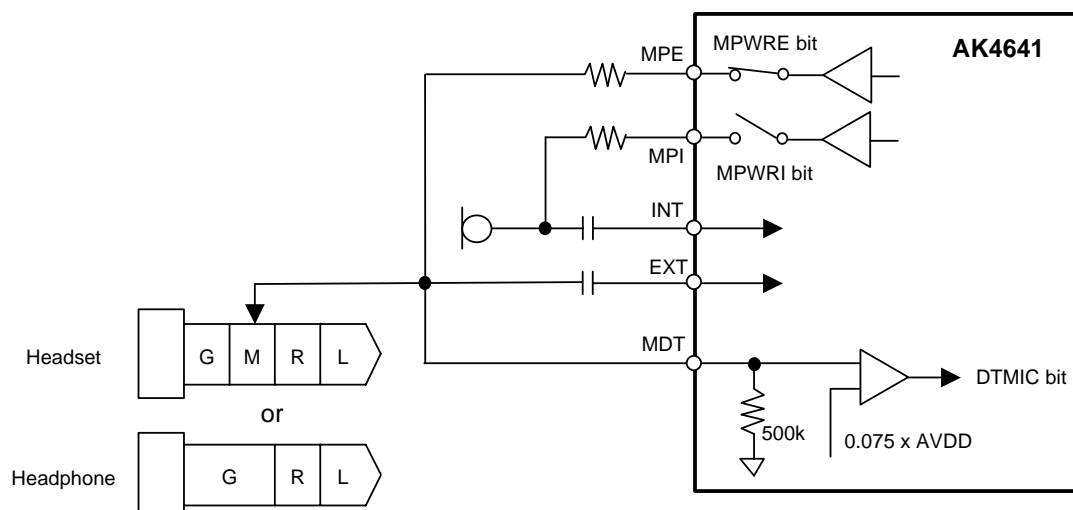 AK4641
MPWRE bit
MPE
MPI
MPWRI bit
INT
EXT
MDT
DTMIC bit
500k
0.075 x AVDD
Headset
G M R L
or
Headphone
G R L